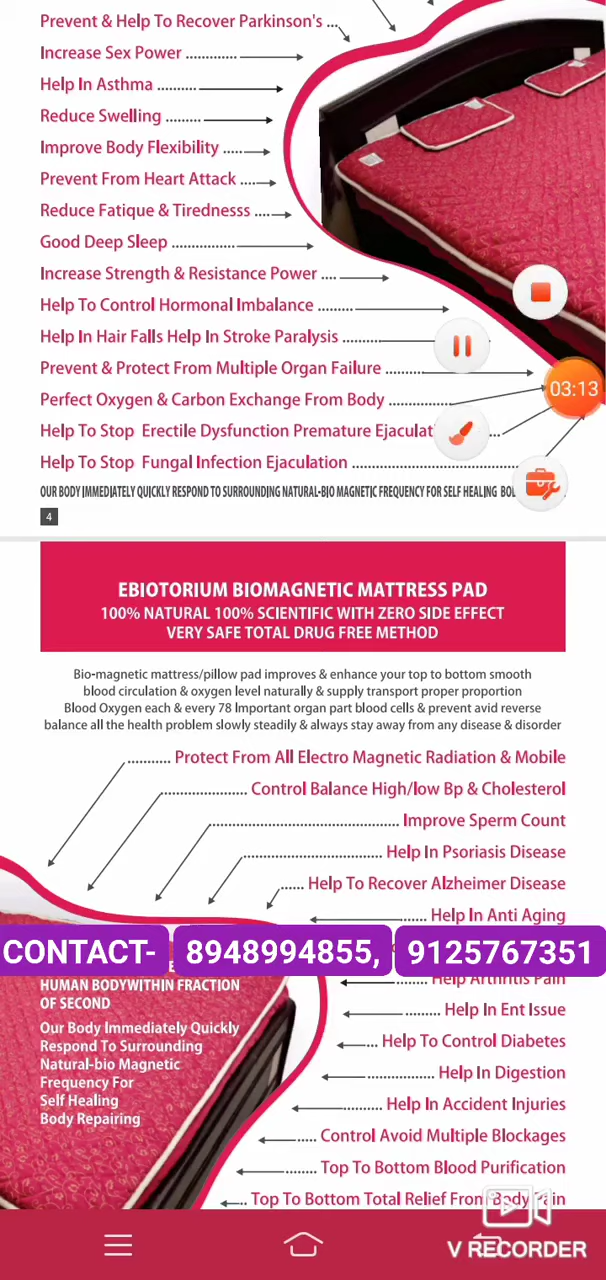 Prevent & Help To Recover Parkinson's ...
Increase Sex Power ..............
Help In Asthma ..........
Reduce Swelling .........
Improve Body Flexibility .....
Prevent From Heart Attack ....
Reduce Fatique & Tirednesss ....
Good Deep Sleep ................
Increase Strength & Resistance Power ....
Help To Control Hormonal Imbalance .........
Help In Hair Falls Help In Stroke Paralysis
Prevent & Protect From Multiple Organ Failure
03:13
Perfect Oxygen & Carbon Exchange From Body
Help To Stop Erectile Dysfunction Premature Ejaculat
Help To Stop Fungal Infection Ejaculation
OUR BODY IMMEDIATELY QUICKLY RESPOND TO SURROUNDING NATURAL-BIO MAGNETIC FREQUENCY FOR SELF HEALING
4
EBIOTORIUM BIOMAGNETIC MATTRESS PAD
100% NATURAL 100% SCIENTIFIC WITH ZERO SIDE EFFECT
VERY SAFE TOTAL DRUG FREE METHOD
Bio-magnetic mattress/pillow pad improves & enhance your top to bottom smooth
blood circulation & oxygen level naturally & supply transport proper proportion
Blood Oxygen each & every 78 Important organ part blood cells & prevent avid reverse
balance all the health problem slowly steadily & always stay away from any disease & disorder
Protect From All Electro Magnetic Radiation & Mobile
Control Balance High/low Bp & Cholesterol
Improve Sperm Count
Help In Psoriasis Disease
Help To Recover Alzheimer Disease
Help In Anti Aging
CONTACT- 8948994855, 9125767351
Help Arthritis Pain
HUMAN BODYWITHIN FRACTION
OF SECOND
Help In Ent Issue
Our Body Immediately Quickly
Respond To Surrounding
Natural-bio Magnetic
Frequency For
Self Healing
Body Repairing
Help To Control Diabetes
Help In Digestion
Help In Accident Injuries
Control Avoid Multiple Blockages
Top To Bottom Blood Purification
Top To Bottom Total Relief From Body Pain
V RECORDER